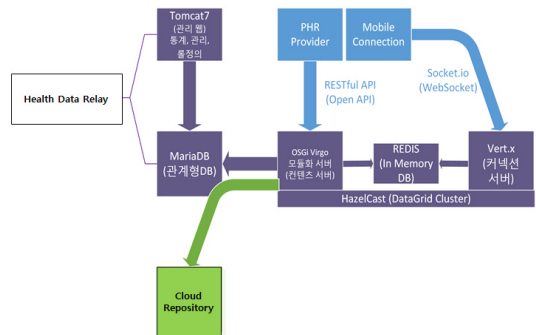 Tomcat7
(관리 웹)
통계, 관리,
룰정의
PHR
Provider
Mobile
Connection
Health Data Relay
RESTful API
(Open API)
Socket.io
(WebSocket)
MariaDB
(관계형DB)
OSGi Virgo
모듈화 서버
(컨텐츠 서버)
REDIS
(In Memory
DB)
Vert.x
(커넥션
서버)
HazelCast (DataGrid Cluster)
Cloud
Repository